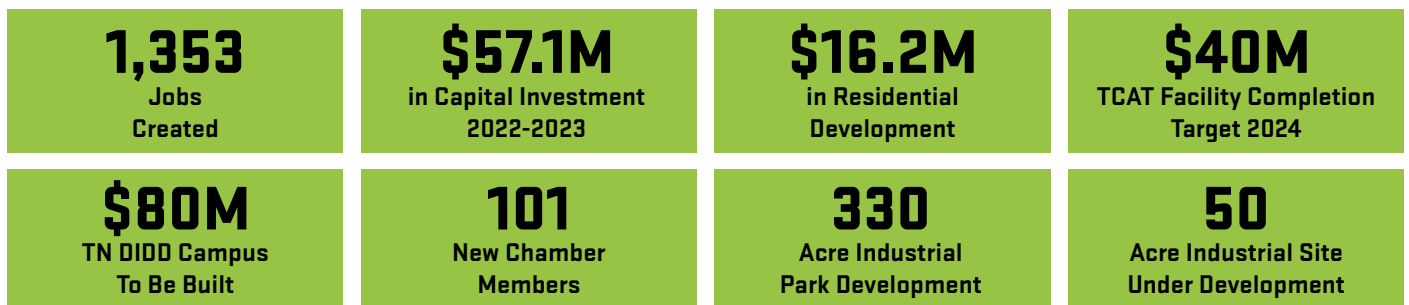 1,353
Jobs
Created
$57.1M
in Capital Investment
2022-2023
$16.2M
in Residential
Development
$40M
TCAT Facility Completion
Target 2024
$80M
TN DIDD Campus
To Be Built
101
New Chamber
Members
330
Acre Industrial
Park Development
50
Acre Industrial Site
Under Development